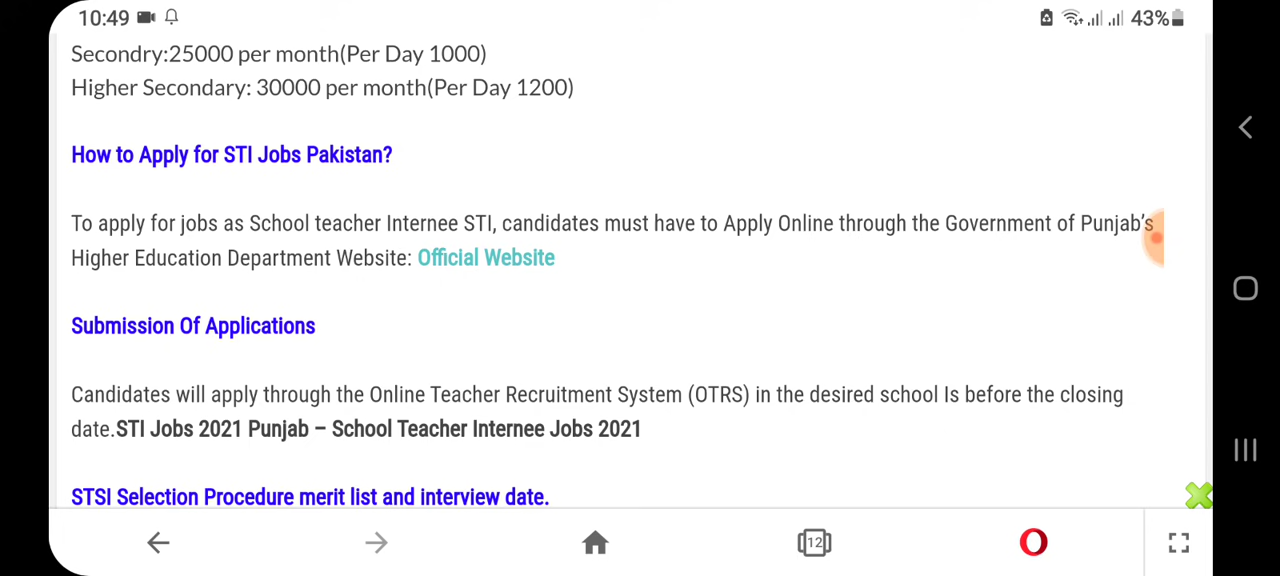 10:49 43%
Secondry:25000 per month(Per Day 1000)
Higher Secondary: 30000 per month(Per Day 1200)
How to Apply for STI Jobs Pakistan?
To apply for jobs as School teacher Internee STI, candidates must have to Apply Online through the Government of Punjab’s
Higher Education Department Website: Official Website
Submission Of Applications
Candidates will apply through the Online Teacher Recruitment System (OTRS) in the desired school Is before the closing
date.STI Jobs 2021 Punjab – School Teacher Internee Jobs 2021
STSI Selection Procedure merit list and interview date.
12